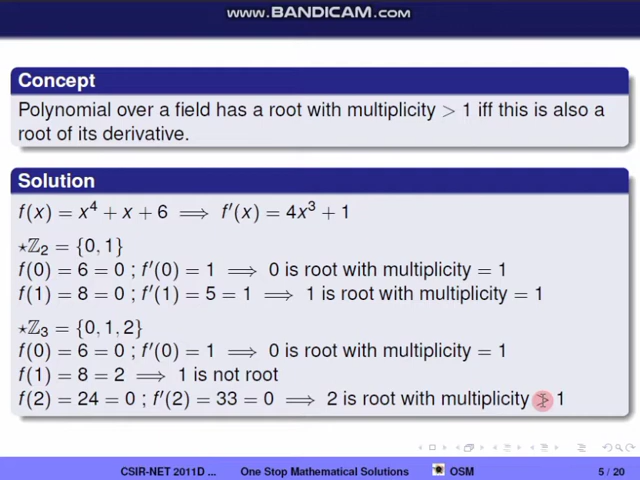 www.BANDICAM.com
Concept
Polynomial over a field has a root with multiplicity > 1 iff this is also a
root of its derivative.
Solution
f(x) = x⁴ + x + 6 ⟹ f′(x) = 4x³ + 1
⋆ℤ₂ = {0, 1}
f(0) = 6 = 0 ; f′(0) = 1 ⟹ 0 is root with multiplicity = 1
f(1) = 8 = 0 ; f′(1) = 5 = 1 ⟹ 1 is root with multiplicity = 1
⋆ℤ₃ = {0, 1, 2}
f(0) = 6 = 0 ; f′(0) = 1 ⟹ 0 is root with multiplicity = 1
f(1) = 8 = 2 ⟹ 1 is not root
f(2) = 24 = 0 ; f′(2) = 33 = 0 ⟹ 2 is root with multiplicity > 1
CSIR-NET 2011D ... One Stop Mathematical Solutions OSM 5 / 20